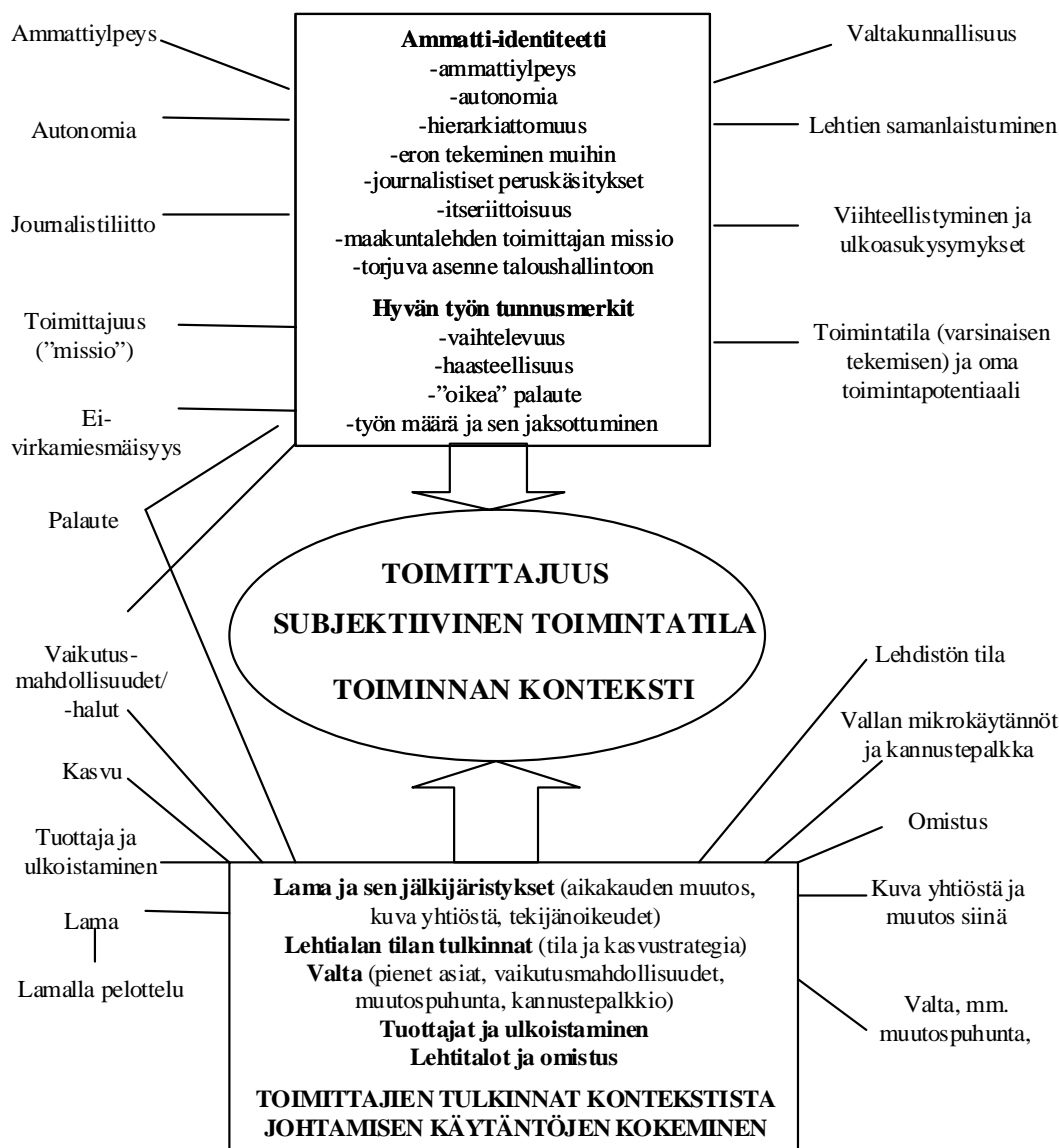 Ammattiylpeys
Autonomia
Journalistiliitto
Toimittajuus
("missio")
Ei-
virkamiesmäisyys
Palaute
Vaikutus-
mahdollisuudet/
-halut
Kasvu
Tuottaja ja
ulkoistaminen
Lama
Lamalla pelottelu
Ammatti-identiteetti
-ammattiylpeys
-autonomia
-hierarkiattomuus
-eron tekeminen muihin
-journalistiset peruskäsitykset
-itseriittoisuus
-maakuntalehden toimittajan missio
-torjuva asenne taloushallintoon
Hyvän työn tunnusmerkit
-vaihtelevuus
-haasteellisuus
-"oikea" palaute
-työn määrä ja sen jaksottuminen
TOIMITTAJUUS
SUBJEKTIIVINEN TOIMINTATILA
TOIMINNAN KONTEKSTI
Lama ja sen jälkijäristykset (aikakauden muutos,
kuva yhtiöstä, tekijänoikeudet)
Lehtialan tilan tulkinnat (tila ja kasvustrategia)
Valta (pienet asiat, vaikutusmahdollisuudet,
muutospuhunta, kannustepalkkio)
Tuottajat ja ulkoistaminen
Lehtitalot ja omistus
TOIMITTAJIEN TULKINNAT KONTEKSTISTA
JOHTAMISEN KÄYTÄNTÖJEN KOKEMINEN
Valtakunnallisuus
Lehtien samanlaistuminen
Viihteellistyminen ja
ulkoasukysymykset
Toimintatila (varsinaisen
tekemisen) ja oma
toimintapotentiaali
Lehdistön tila
Vallan mikrokäytännöt
ja kannustepalkka
Omistus
Kuva yhtiöstä ja
muutos siinä
Valta, mm.
muutospuhunta,